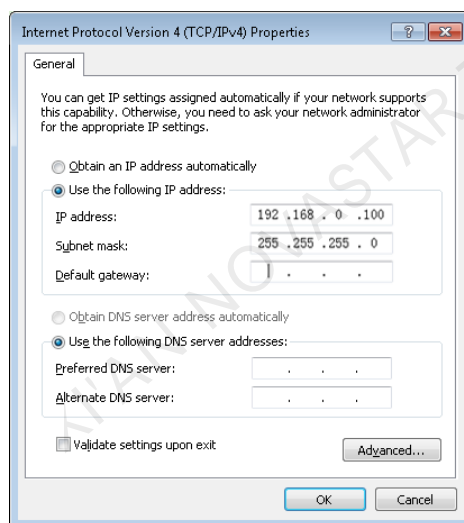 Internet Protocol Version 4 (TCP/IPv4) Properties
General
You can get IP settings assigned automatically if your network supports
this capability. Otherwise, you need to ask your network administrator
for the appropriate IP settings.
Obtain an IP address automatically
Use the following IP address:
IP address: 192 .168 . 0 .100
Subnet mask: 255 .255 .255 . 0
Default gateway: . . .
Obtain DNS server address automatically
Use the following DNS server addresses:
Preferred DNS server: . . .
Alternate DNS server: . . .
Validate settings upon exit
Advanced...
OK Cancel
XI'AN NOVASTAR